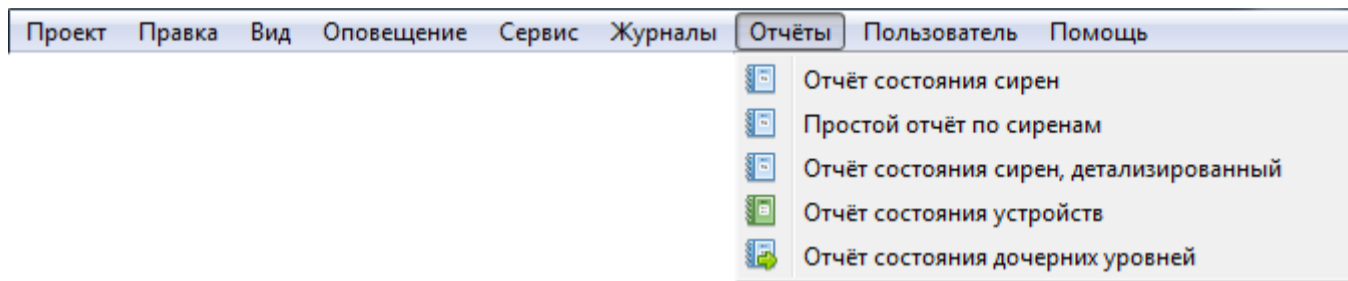 Проект Правка Вид Оповещение Сервис Журналы Отчёты Пользователь Помощь
Отчёт состояния сирен
Простой отчёт по сиренам
Отчёт состояния сирен, детализированный
Отчёт состояния устройств
Отчёт состояния дочерних уровней